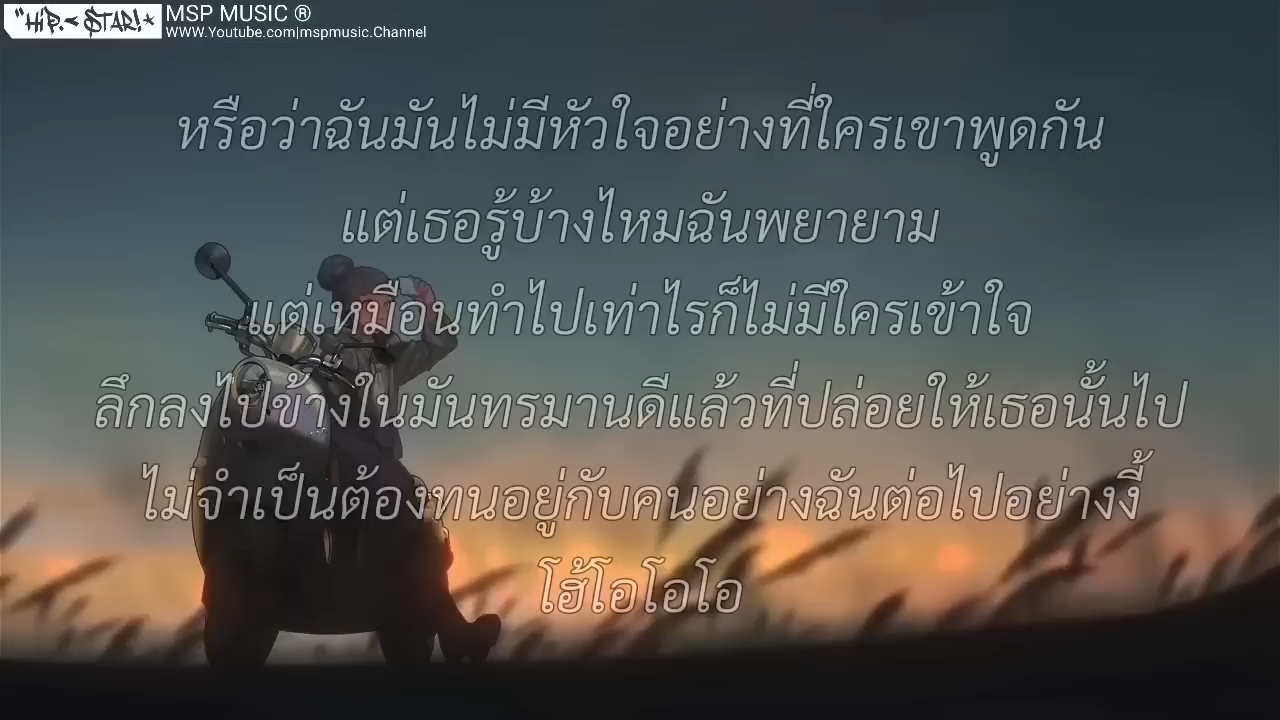 "HIP.< STAR!*
MSP MUSIC ®
WWW.Youtube.com|mspmusic.Channel
หรือว่าฉันมันไม่มีหัวใจอย่างที่ใครเขาพูดกัน
แต่เธอรู้บ้างไหมฉันพยายาม
แต่เหมือนทำไปเท่าไรก็ไม่มีใครเข้าใจ
ลึกลงไปข้างในมันทรมานดีแล้วที่ปล่อยให้เธอนั้นไป
ไม่จำเป็นต้องทนอยู่กับคนอย่างฉันต่อไปอย่างงี้
โฮ้โอโอโอ